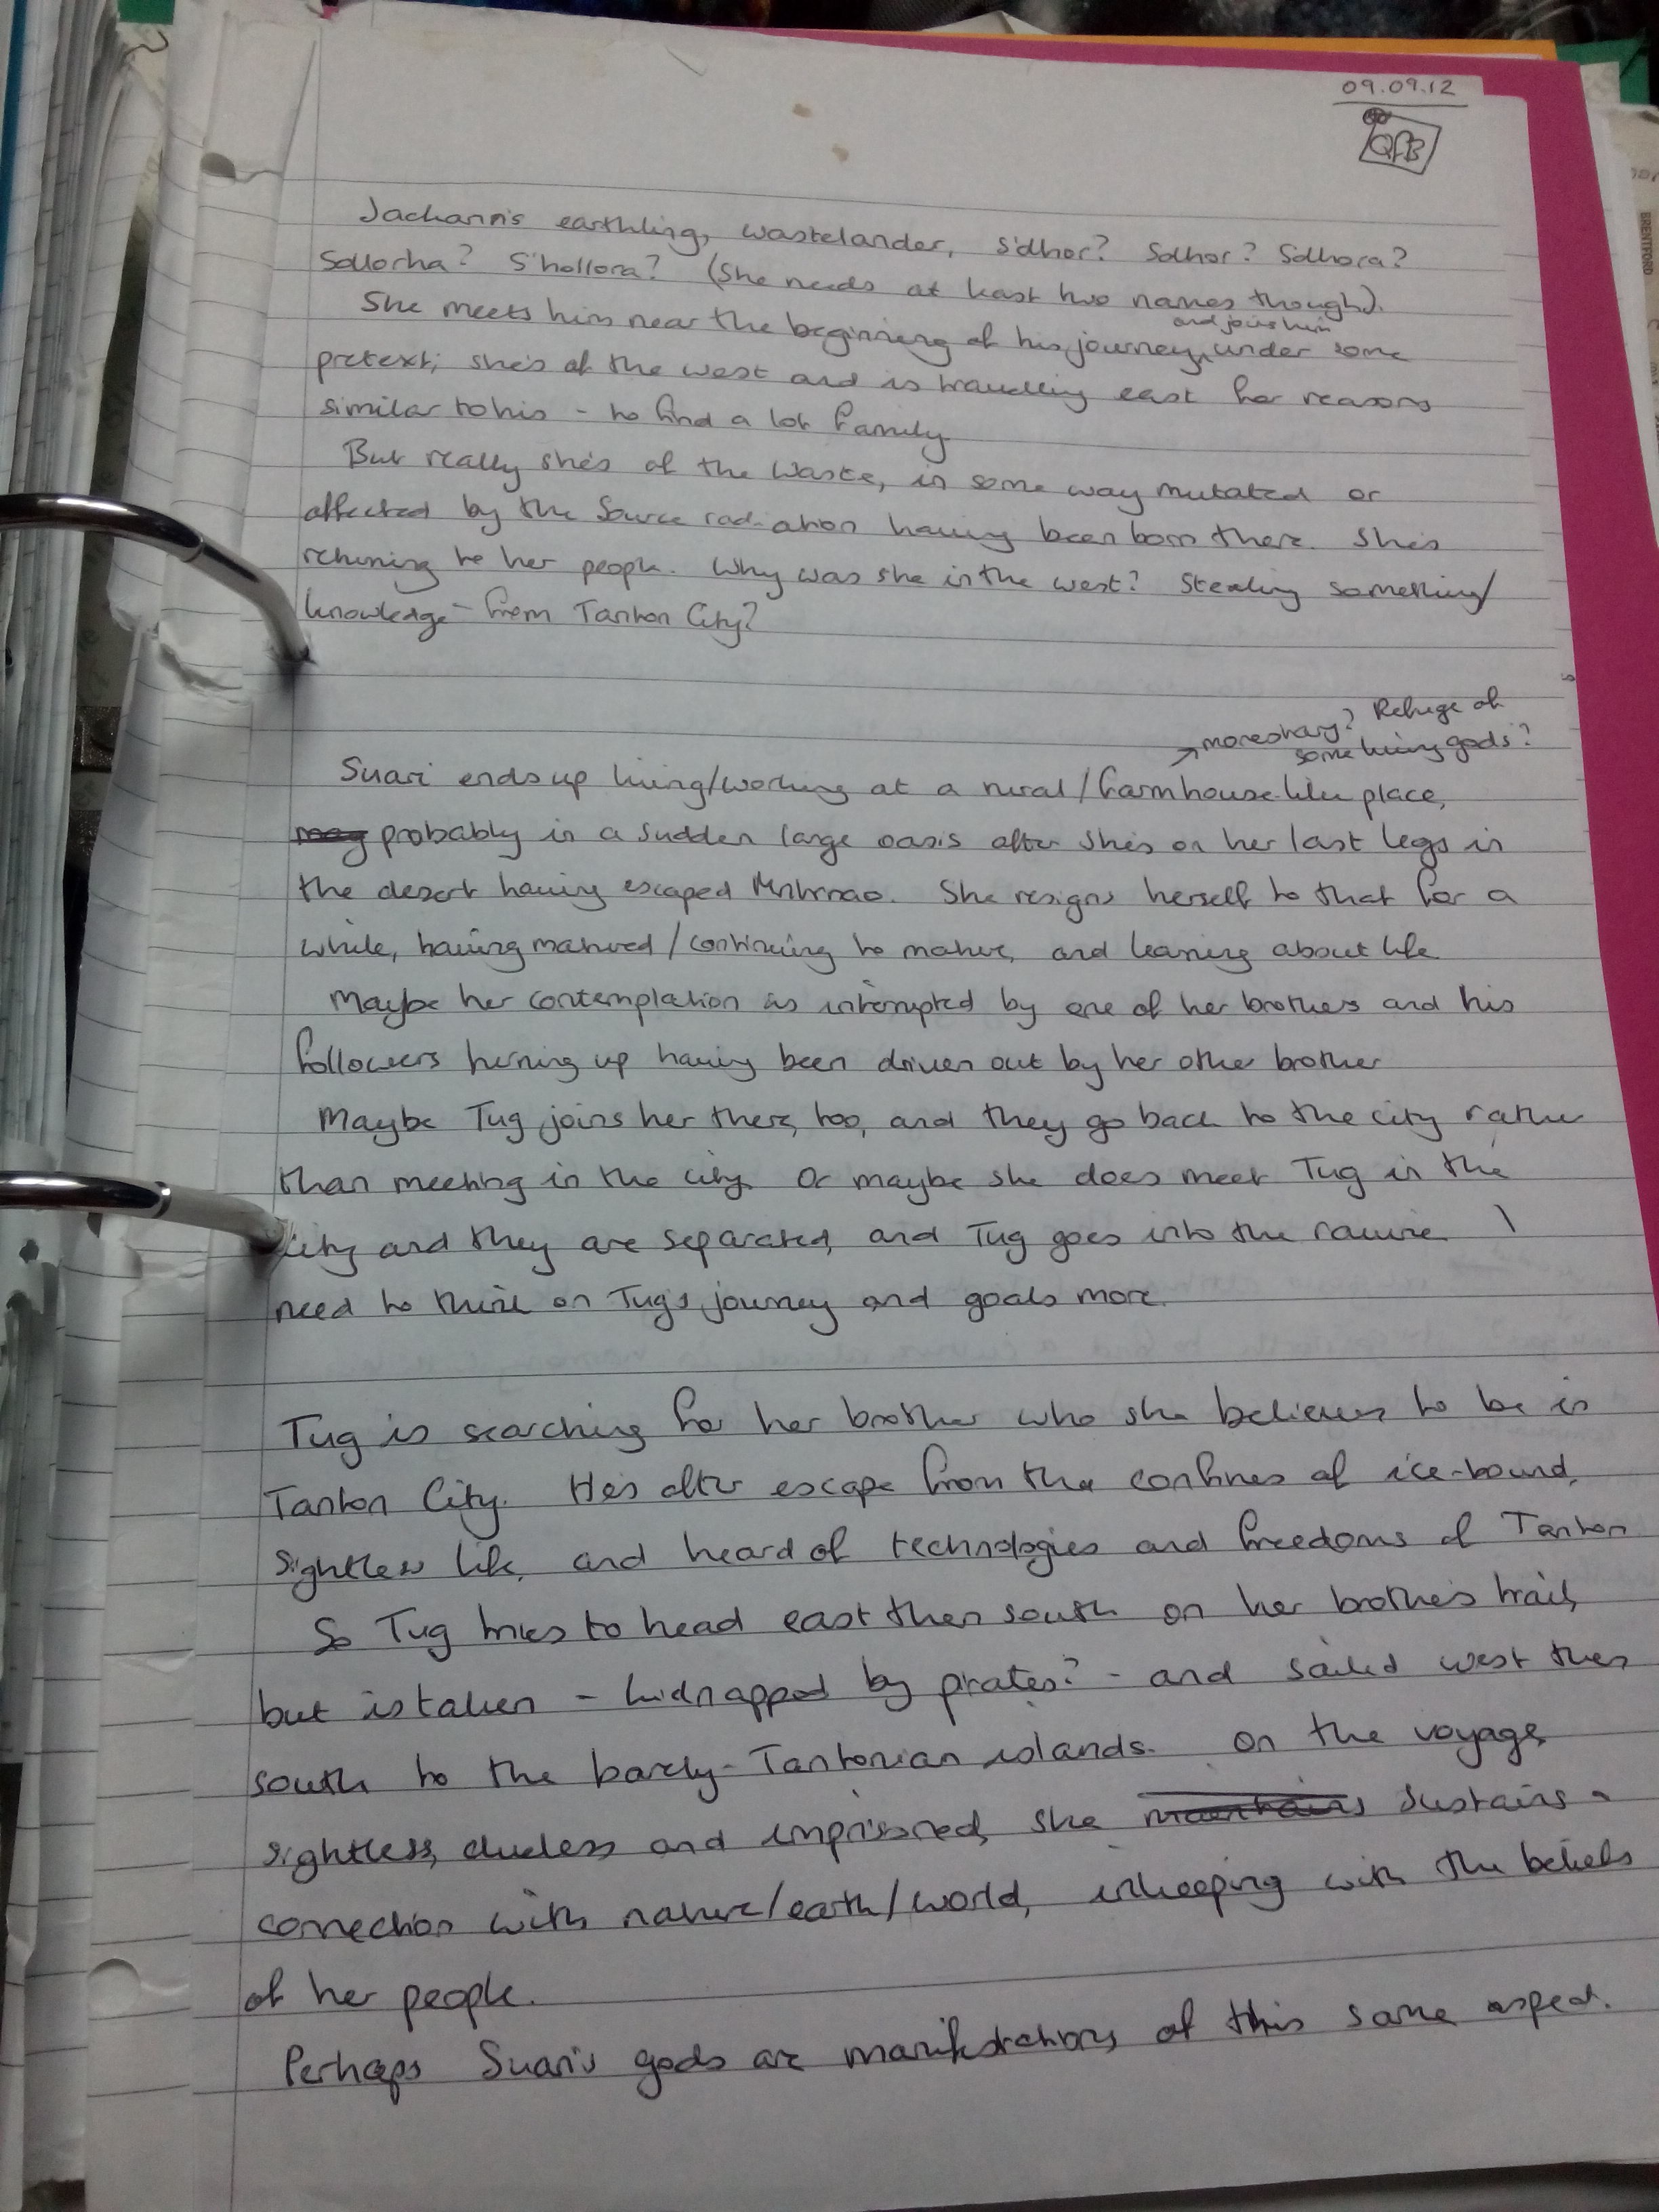 09.09.12
QFB
Jachann's earthling, wastelander, S'dhor? Soldhor? Soldhora?
Sollorha? S'hollora? (She needs at least two names though).
She meets him near the beginning of his journey, and joins him under some
pretext; she's of the west and is travelling east for reasons
similar to his - to find a lot family
But really she's of the Waste, in some way mutated or
affected by the Source radiation having been born there. She's
returning to her people. Why was she in the west? Stealing something/
knowledge - from Tanton City?
→ monastary? Refuge of
some living gods?
Suari ends up living/working at a rural/farmhouse-like place,
may probably in a sudden large oasis after she's on her last legs in
the desert having escaped. She resigns herself to that for a
while, having matured/continuing to mature, and learning about life.
Maybe her contemplation is interrupted by one of her brothers and his
followers turning up having been driven out by her other brother
Maybe Tug joins her there, too, and they go back to the city rather
than meeting in the city. Or maybe she does meet Tug in the
city and they are separated, and Tug goes into the ravine. I
need to think on Tug's journey and goals more.
Tug is searching for her brother who she believes to be in
Tanton City. He's after escape from the confines of ice-bound,
sightless life, and heard of technologies and freedoms of Tanton
So Tug tries to head east then south on her brother's trail,
but is taken - kidnapped by pirates? - and sailed west then
south to the barely-Tantonian islands. On the voyage,
sightless, clueless and imprisoned, she maintains sustains a
connection with nature/earth/world, inkeeping with the beliefs
of her people.
Perhaps Suari's gods are manifestations of this same aspect.